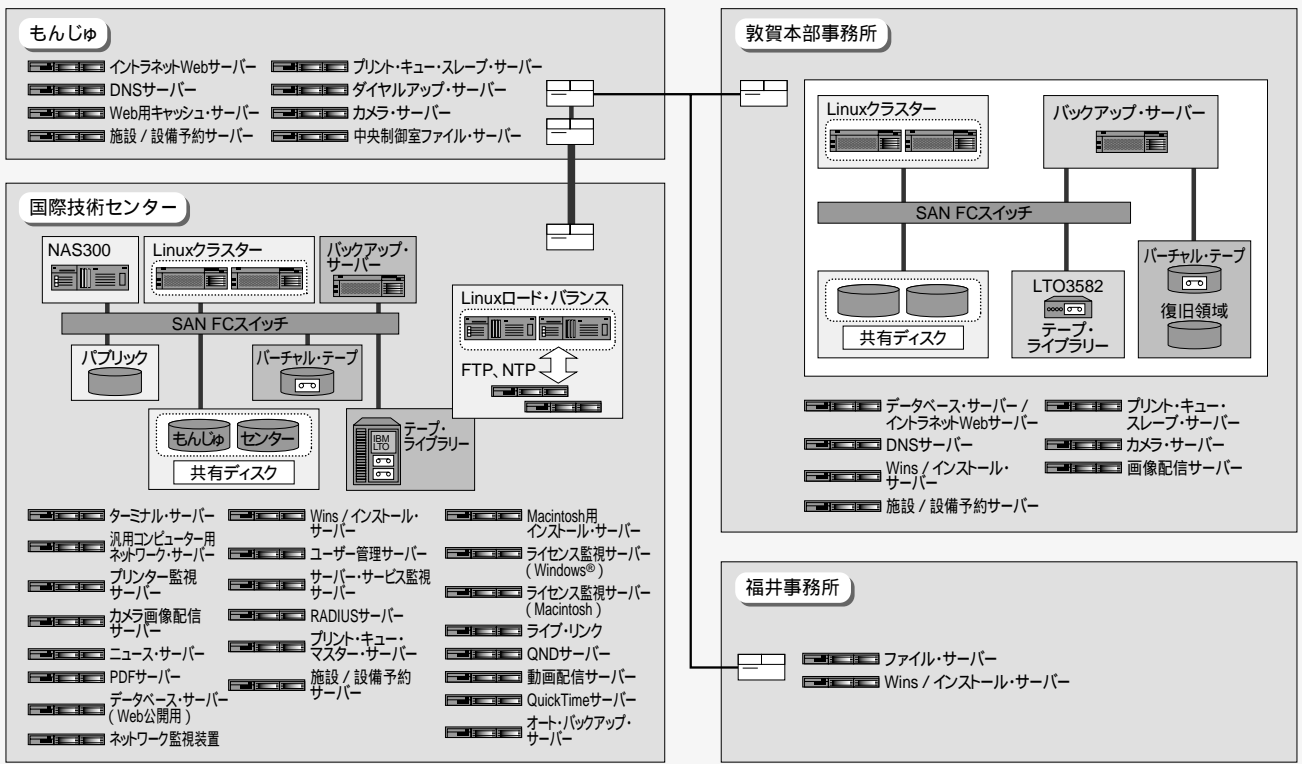 もんじゅ
イントラネットWebサーバー
DNSサーバー
Web用キャッシュ・サーバー
施設 / 設備予約サーバー
プリント・キュー・スレーブ・サーバー
ダイヤルアップ・サーバー
カメラ・サーバー
中央制御室ファイル・サーバー
国際技術センター
NAS300
Linuxクラスター
バックアップ・
サーバー
SAN FCスイッチ
パブリック
バーチャル・テープ
もんじゅ
センター
共有ディスク
IBM
LTO
テープ・
ライブラリー
Linuxロード・バランス
FTP、NTP
ターミナル・サーバー
汎用コンピューター用
ネットワーク・サーバー
プリンター監視
サーバー
カメラ画像配信
サーバー
ニュース・サーバー
PDFサーバー
データベース・サーバー
( Web公開用 )
ネットワーク監視装置
Wins / インストール・
サーバー
ユーザー管理サーバー
サーバー・サービス監視
サーバー
RADIUSサーバー
プリント・キュー・
マスター・サーバー
施設 / 設備予約
サーバー
Macintosh用
インストール・サーバー
ライセンス監視サーバー
( Windows® )
ライセンス監視サーバー
( Macintosh )
ライブ・リンク
QNDサーバー
動画配信サーバー
QuickTimeサーバー
オート・バックアップ・
サーバー
敦賀本部事務所
Linuxクラスター
バックアップ・サーバー
SAN FCスイッチ
共有ディスク
LTO3582
テープ・
ライブラリー
バーチャル・テープ
復旧領域
データベース・サーバー /
イントラネットWebサーバー
DNSサーバー
Wins / インストール・
サーバー
施設 / 設備予約サーバー
プリント・キュー・
スレーブ・サーバー
カメラ・サーバー
画像配信サーバー
福井事務所
ファイル・サーバー
Wins / インストール・サーバー